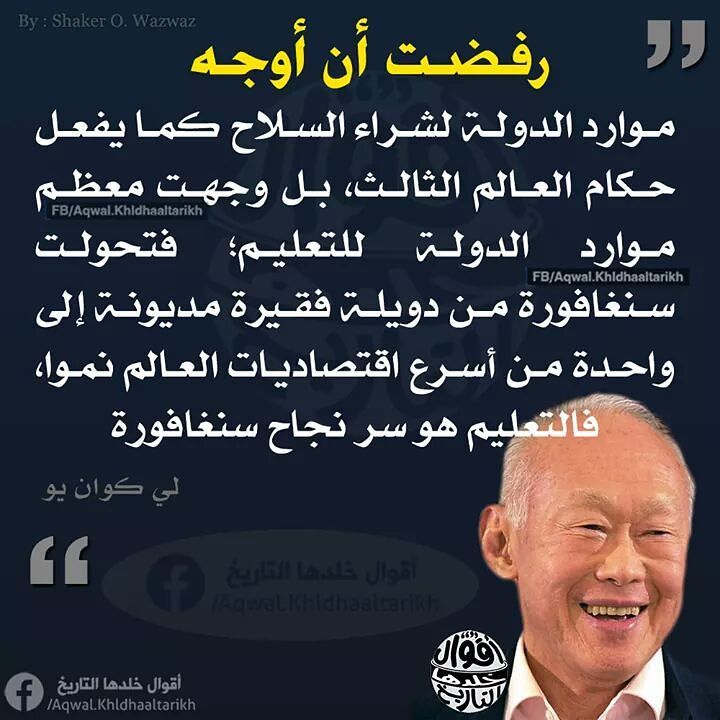 By : Shaker O. Wazwaz
رفضت أن أوجه
موارد الدولة لشراء السلاح كما يفعل
حكام العالم الثالث، بل وجهت معظم
FB/Aqwal.Khldhaaltarikh
موارد الدولة للتعليم؛ فتحولت
FB/Aqwal.Khldhaaltarikh
سنغافورة من دويلة فقيرة مديونة إلى
واحدة من أسرع اقتصاديات العالم نموا،
فالتعليم هو سر نجاح سنغافورة
لي كوان يو
أقوال خلدها التاريخ
/Aqwal.Khldhaaltarikh
أقوال خلدها التاريخ
أقوال خلدها التاريخ
/Aqwal.Khldhaaltarikh